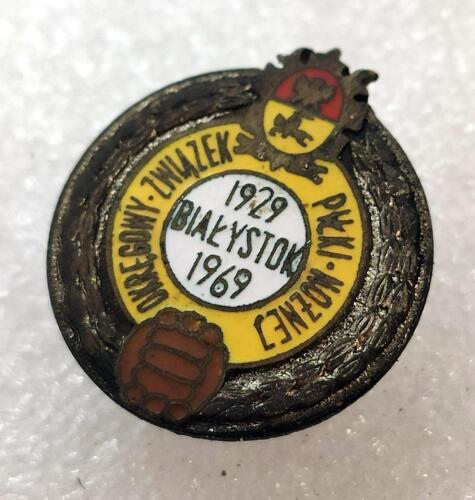 OKRĘGOWY · ZWIĄZEK
PIŁKI · NOŻNEJ
1929
BIAŁYSTOK
1969